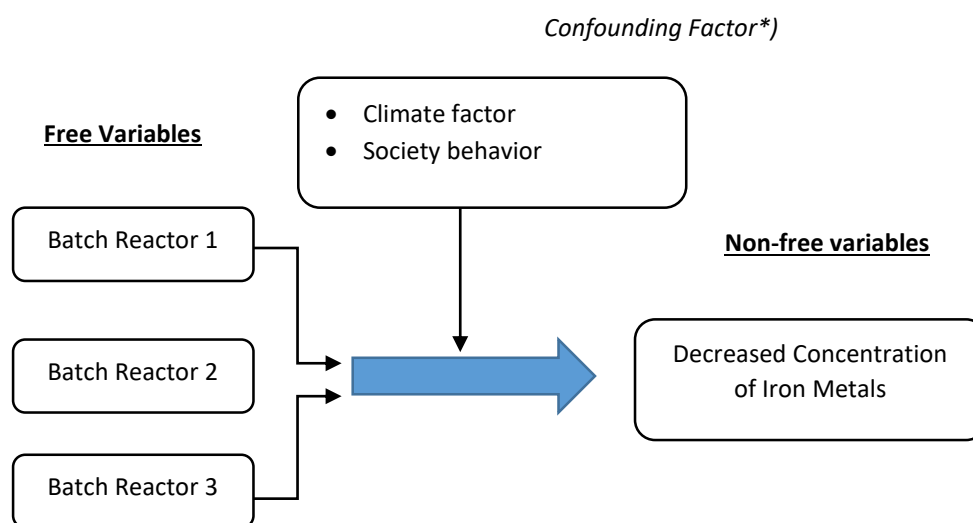 Confounding Factor*)
• Climate factor
• Society behavior
Free Variables
Batch Reactor 1
Batch Reactor 2
Batch Reactor 3
Non-free variables
Decreased Concentration
of Iron Metals